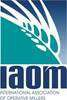 IAOM
INTERNATIONAL ASSOCIATION
OF OPERATIVE MILLERS